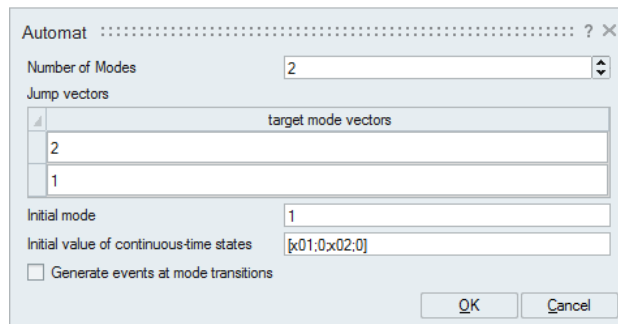 Automat ?
Number of Modes 2
Jump vectors
target mode vectors
2
1
Initial mode 1
Initial value of continuous-time states [x01;0;x02;0]
Generate events at mode transitions
OK Cancel